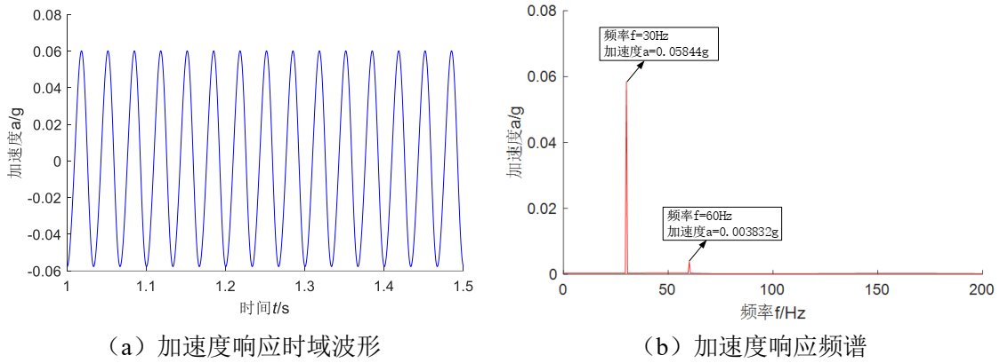 0.08
0.06
0.04
0.02
0
-0.02
-0.04
-0.06
加速度a/g
1
1.1
1.2
1.3
1.4
1.5
时间t/s
(a)加速度响应时域波形
0.08
0.06
0.04
0.02
0
加速度a/g
频率f=30Hz
加速度a=0.05844g
频率f=60Hz
加速度a=0.003832g
0
50
100
150
200
频率f/Hz
(b)加速度响应频谱